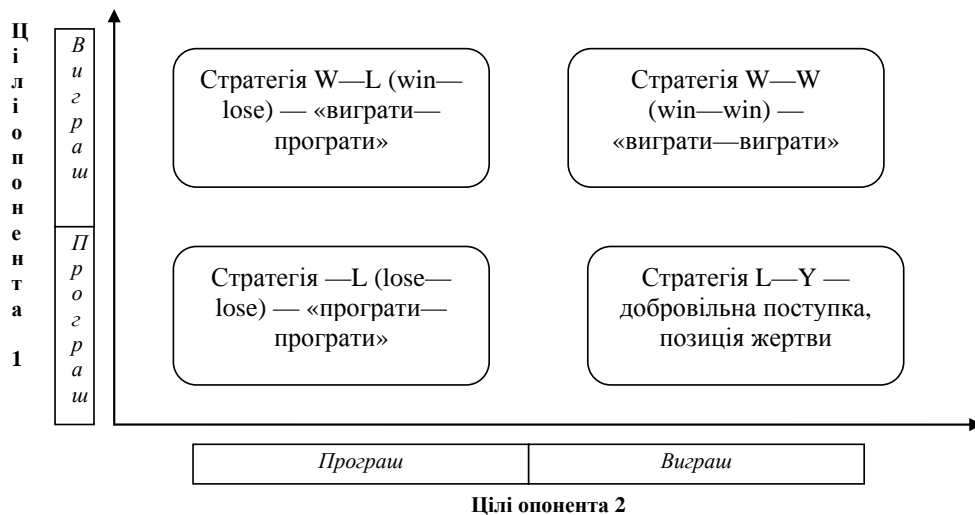 Цілі опонента 1
Виграш
Програш
Стратегія W—L (win—
lose) — «виграти—
програти»
Стратегія W—W
(win—win) —
«виграти—виграти»
Стратегія —L (lose—
lose) — «програти—
програти»
Стратегія L—Y —
добровільна поступка,
позиція жертви
Програш
Виграш
Цілі опонента 2